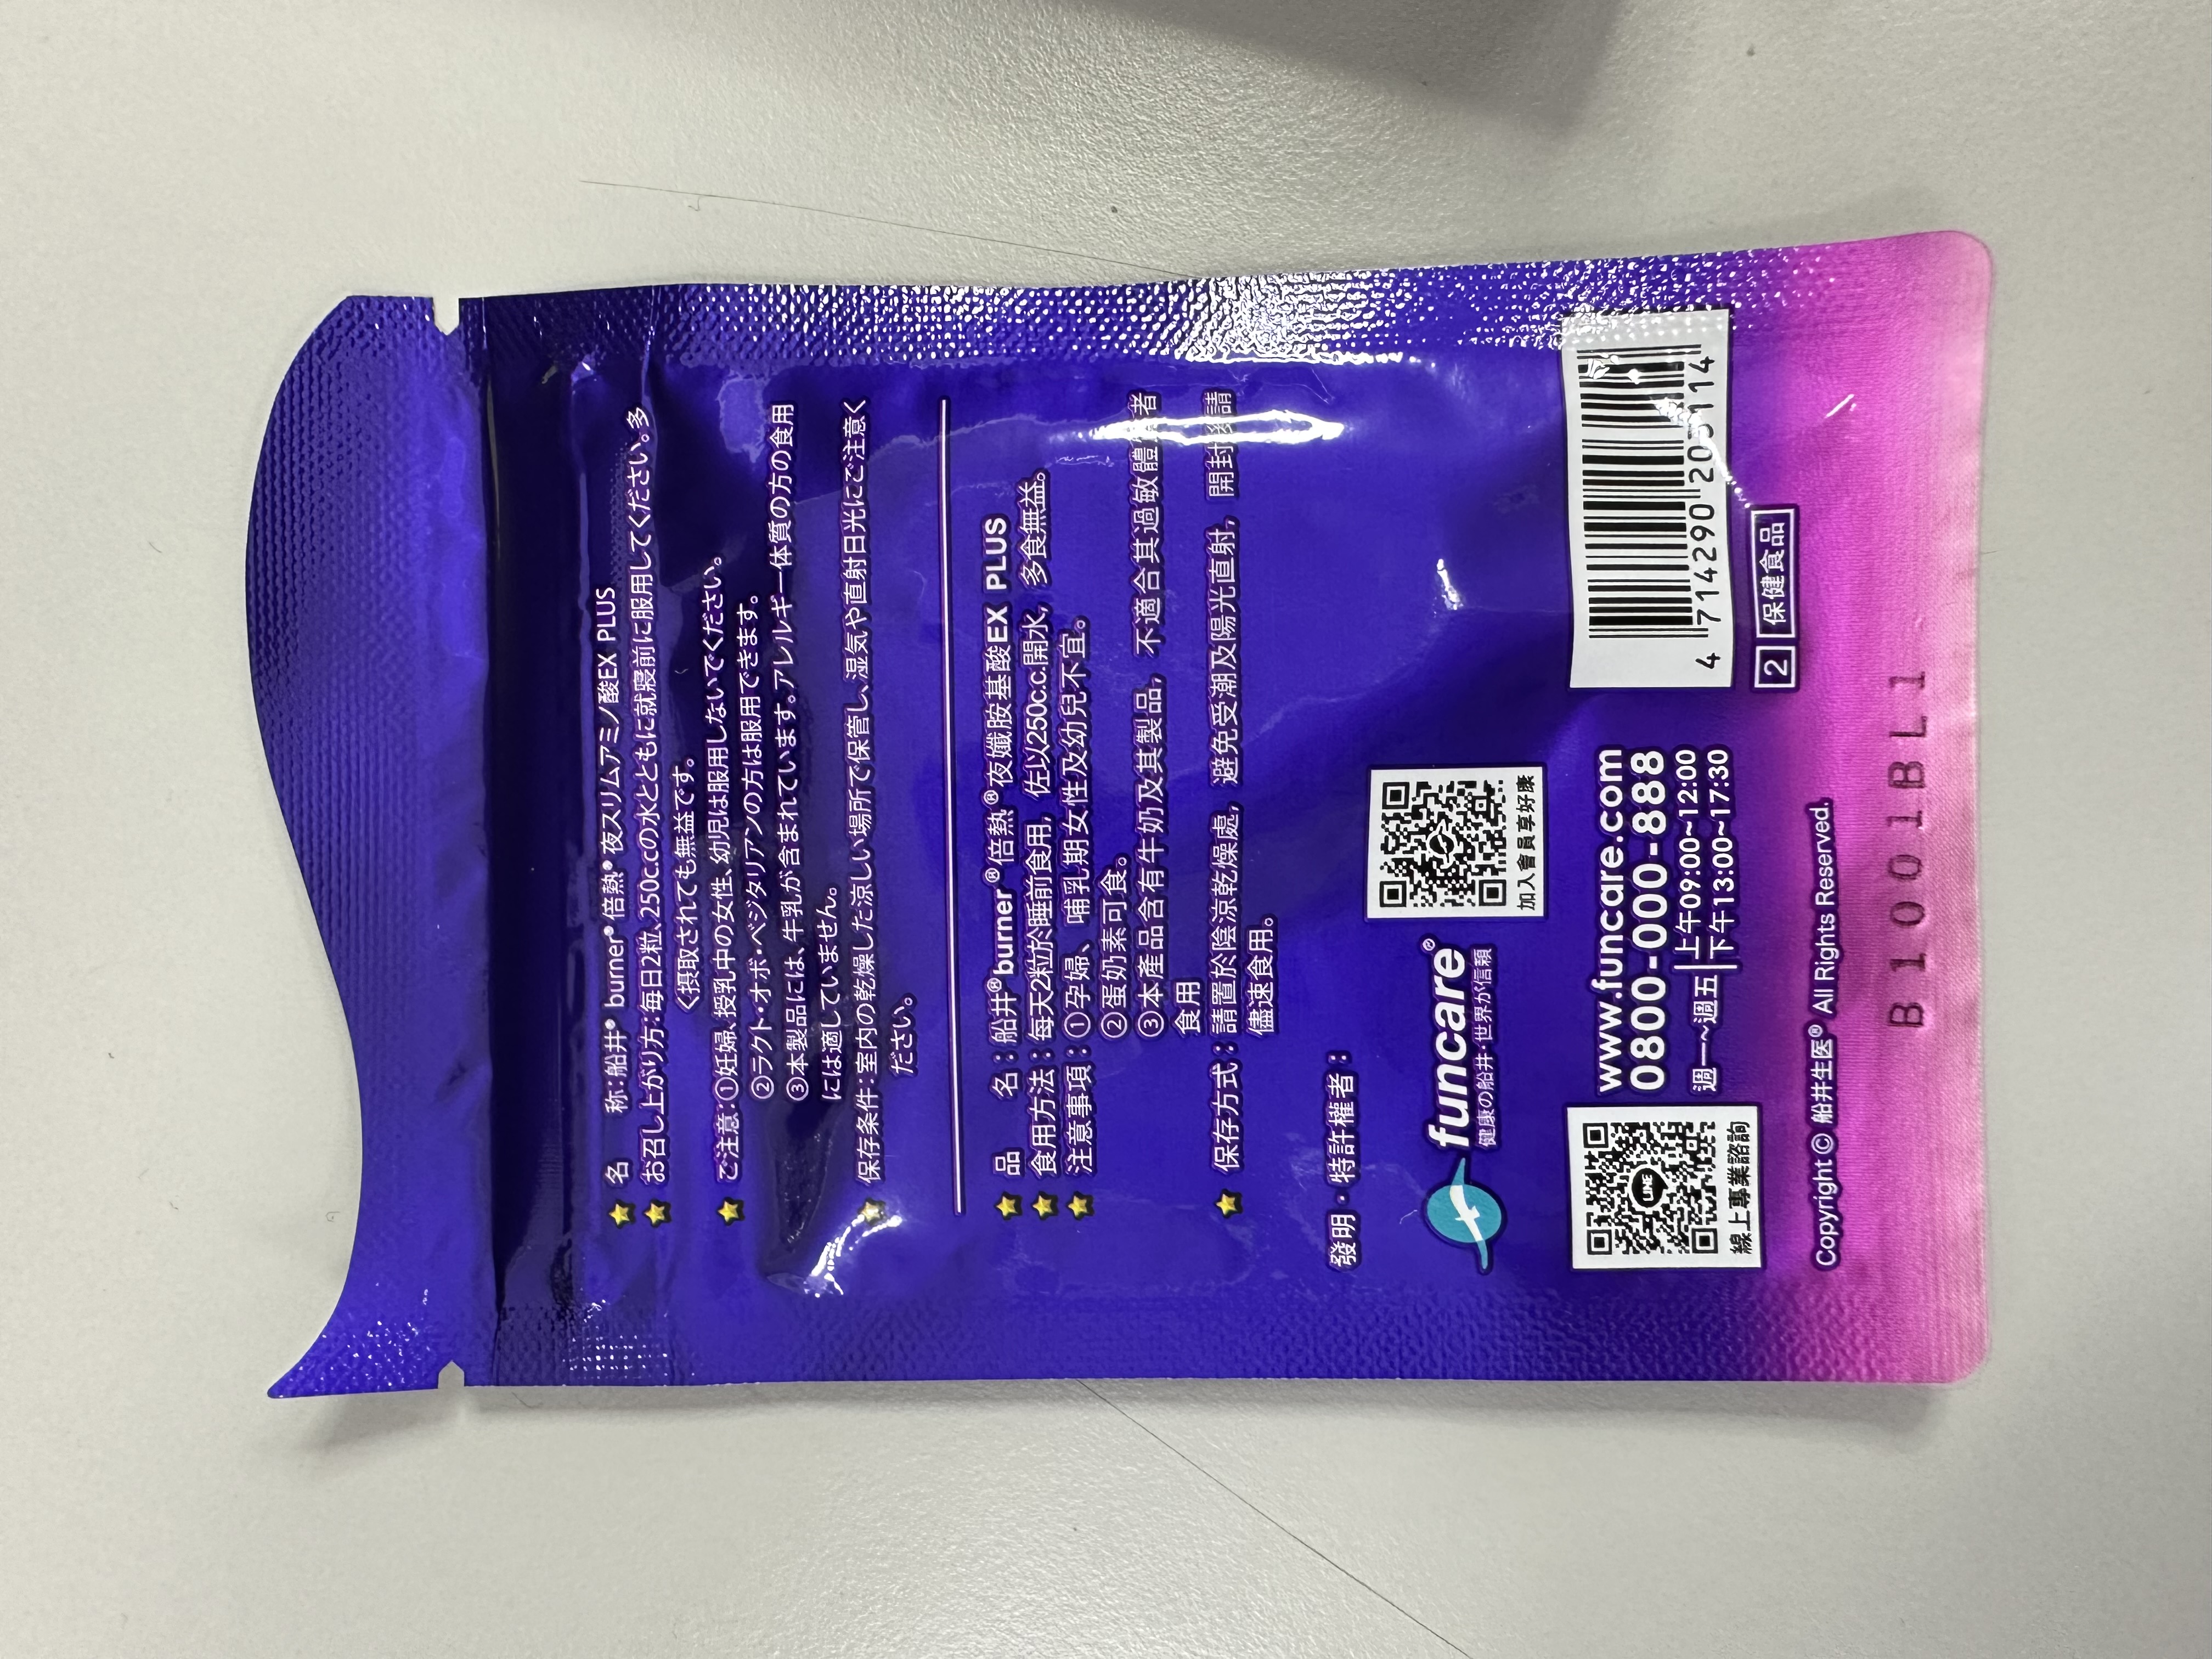 ★ 名　　称：船井® burner® 倍熱® 夜スリムアミノ酸EX PLUS
★ お召し上がり方：毎日2粒、250c.cの水とともに就寝前に服用してください。多
く摂取されても無益です。
★ ご注意：①妊婦、授乳中の女性、幼児は服用しないでください。
②ラクト・オボ・ベジタリアンの方は服用できます。
③本製品には、牛乳が含まれています。アレルギー体質の方の食用
には適していません。
★ 保存条件：室内の乾燥した涼しい場所で保管し、湿気や直射日光にご注意く
ださい。
★ 品　　名：船井®burner®倍熱®夜孅胺基酸EX PLUS
★ 食用方法：每天2粒於睡前食用，佐以250c.c.開水，多食無益。
★ 注意事項：①孕婦、哺乳期女性及幼兒不宜。
②蛋奶素可食。
③本產品含有牛奶及其製品，不適合其過敏體 者
食用
★ 保存方式：請置於陰涼乾燥處，避免受潮及陽光直射，開封 請
儘速食用。
發明・特許權者：
funcare®
健康の船井・世界が信賴
加入會員享好康
LINE
線上專業諮詢
www.funcare.com
0800-000-888
週一~週五
上午09:00~12:00
下午13:00~17:30
4 714290 205114
2 保健食品
Copyright © 船井生医® All Rights Reserved.
B1001BL1